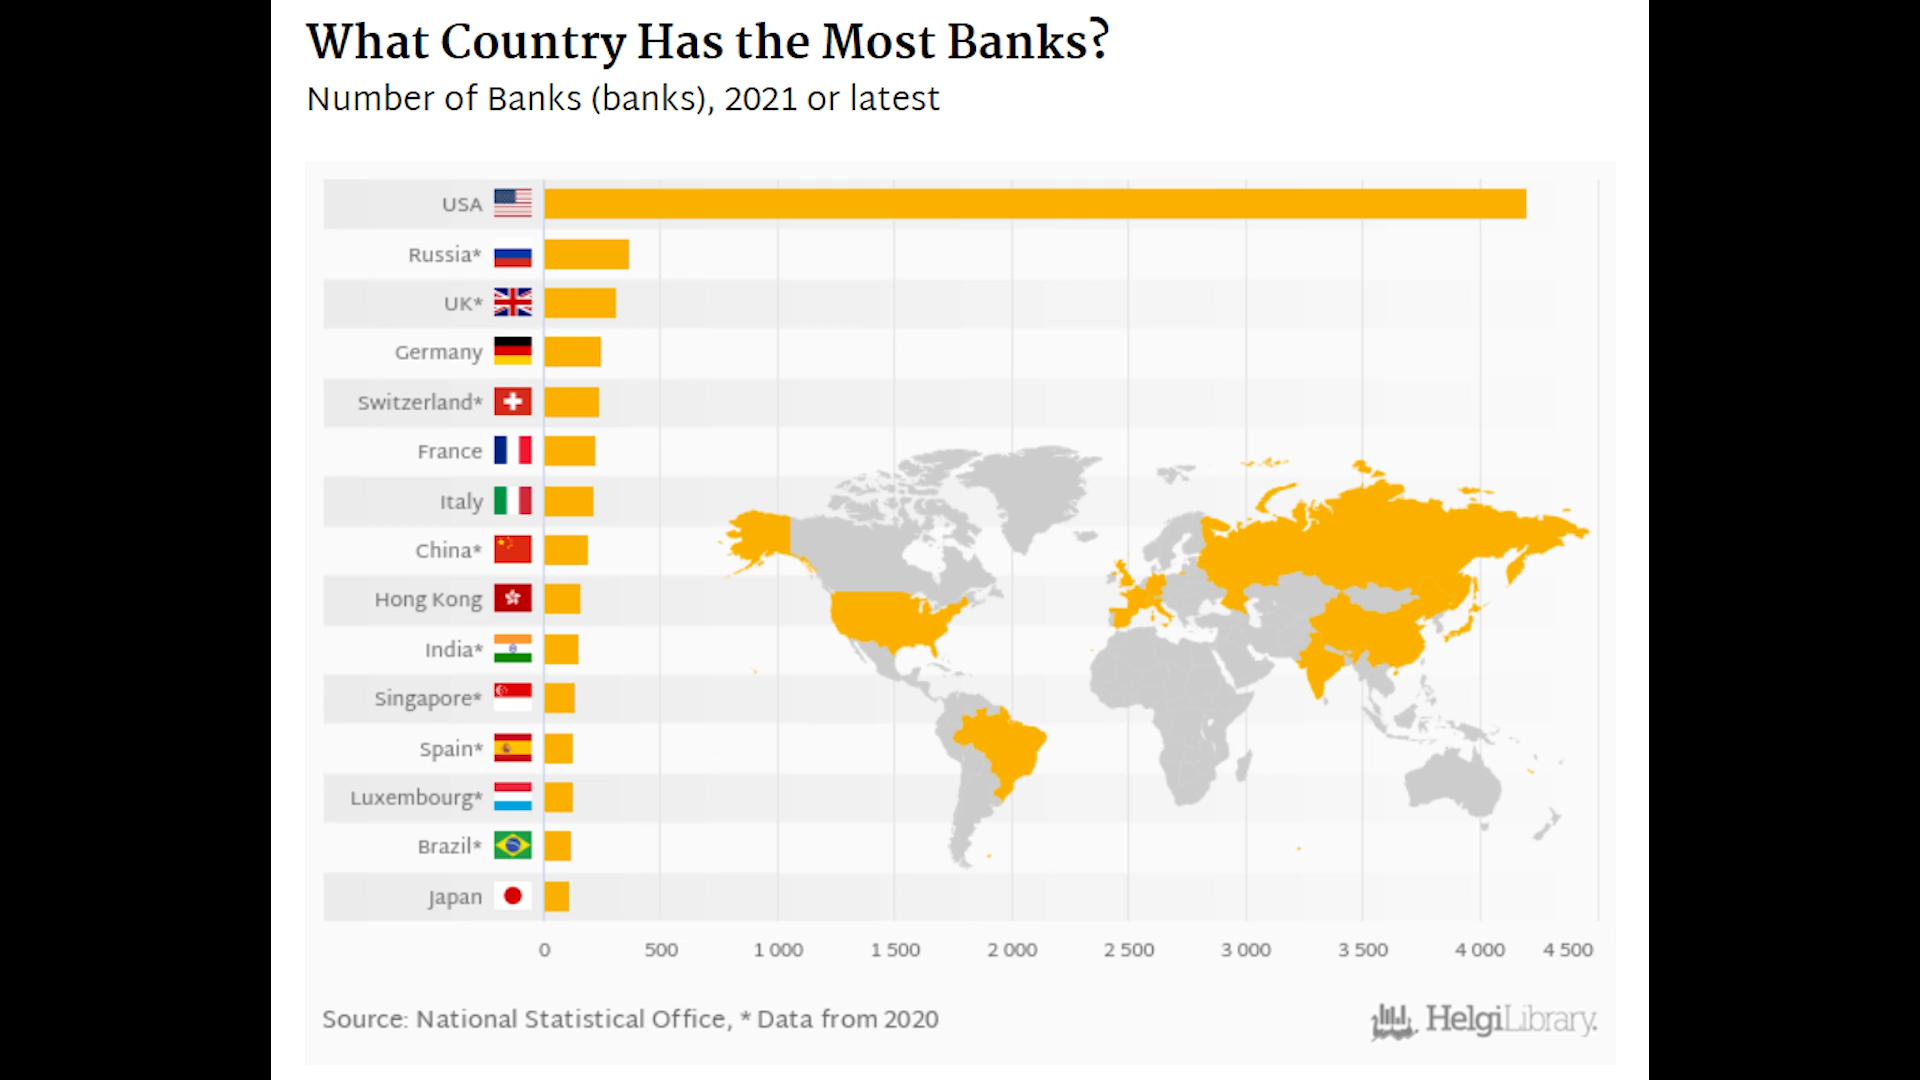 What Country Has the Most Banks?
Number of Banks (banks), 2021 or latest
USA
Russia*
UK*
Germany
Switzerland*
France
Italy
China*
Hong Kong
India*
Singapore*
Spain*
Luxembourg*
Brazil*
Japan
0 500 1 000 1 500 2 000 2 500 3 000 3 500 4 000 4 500
Source: National Statistical Office, * Data from 2020
HelgiLibrary.